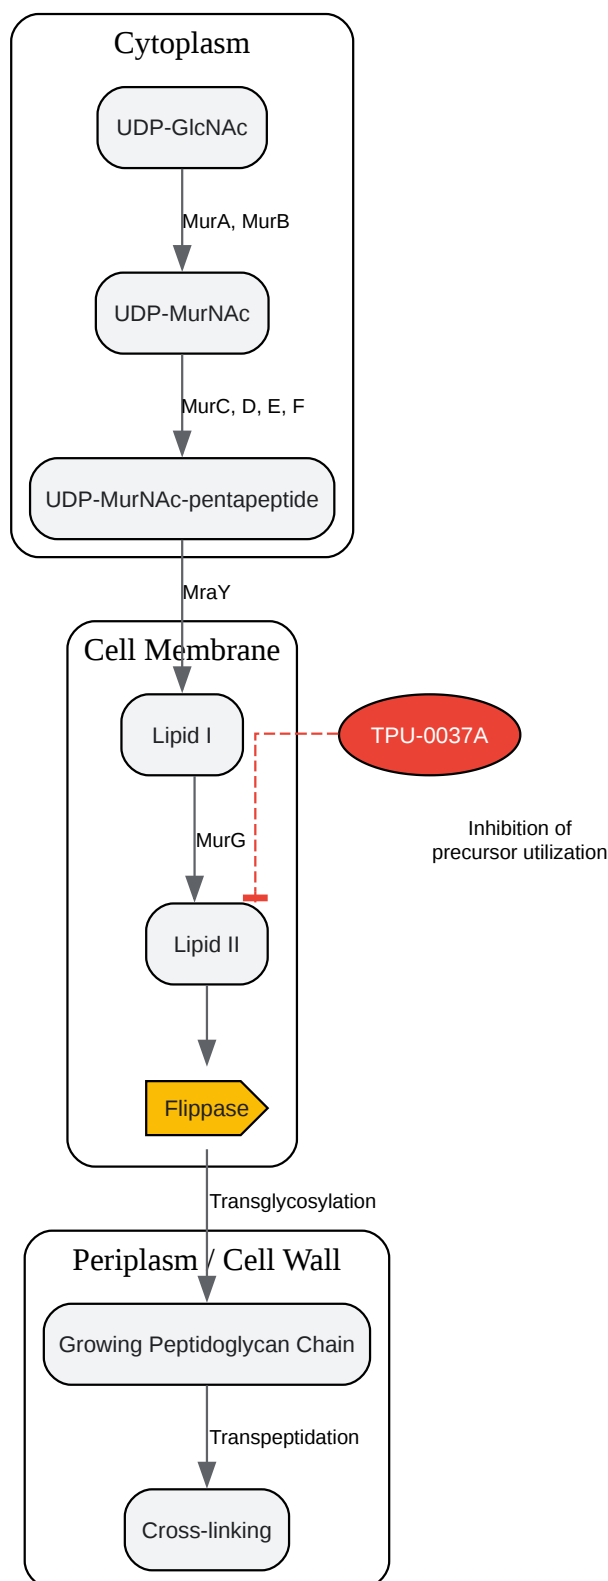 Cytoplasm
UDP-GlcNAc
MurA, MurB
UDP-MurNAc
MurC, D, E, F
UDP-MurNAc-pentapeptide
MraY
Cell Membrane
Lipid I
TPU-0037A
MurG
Inhibition of
precursor utilization
Lipid II
Flippase
Transglycosylation
Periplasm / Cell Wall
Growing Peptidoglycan Chain
Transpeptidation
Cross-linking